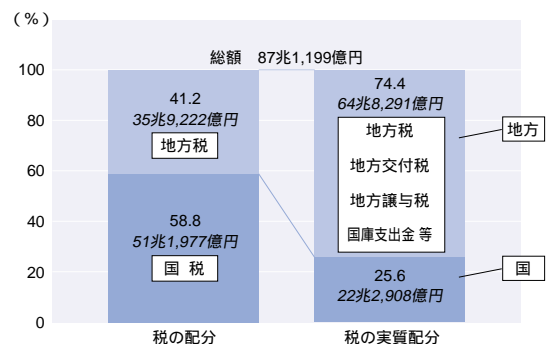 (%)
総額 87兆1,199億円
100
80
60
40
20
0
41.2
35兆9,222億円
地方税
58.8
51兆1,977億円
国 税
74.4
64兆8,291億円
地方税
地方交付税
地方譲与税
国庫支出金 等
地方
25.6
22兆2,908億円
国
税の配分
税の実質配分